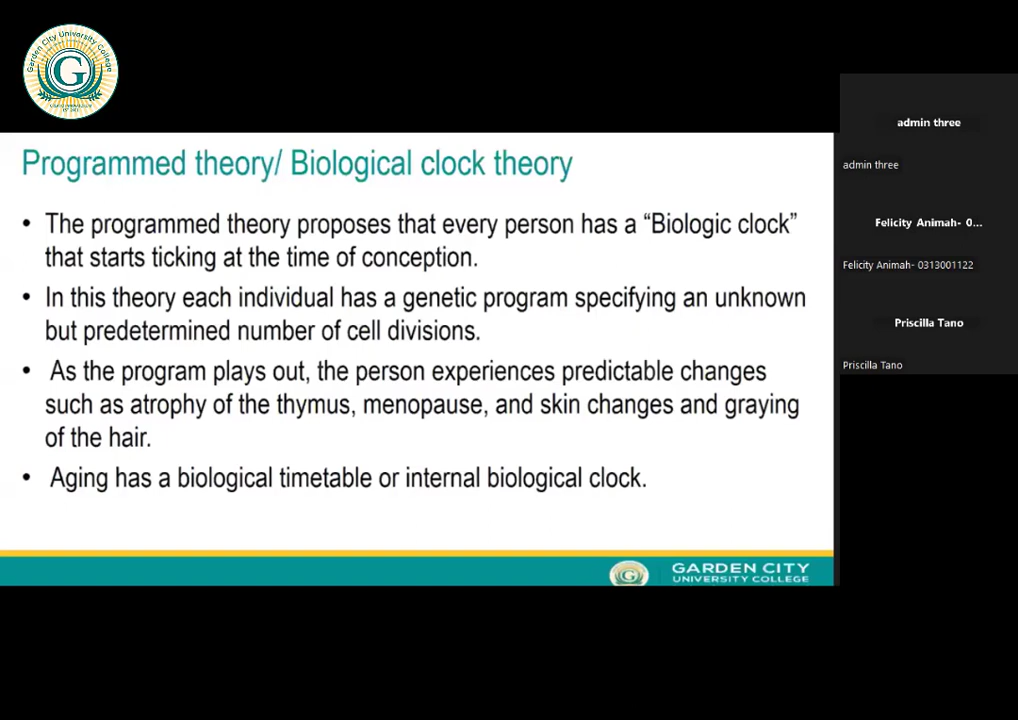 Garden City University College
G
Programmed theory/ Biological clock theory
• The programmed theory proposes that every person has a “Biologic clock”
that starts ticking at the time of conception.
• In this theory each individual has a genetic program specifying an unknown
but predetermined number of cell divisions.
• As the program plays out, the person experiences predictable changes
such as atrophy of the thymus, menopause, and skin changes and graying
of the hair.
• Aging has a biological timetable or internal biological clock.
G
GARDEN CITY
UNIVERSITY COLLEGE
admin three
admin three
Felicity Animah- 0...
Felicity Animah- 0313001122
Priscilla Tano
Priscilla Tano